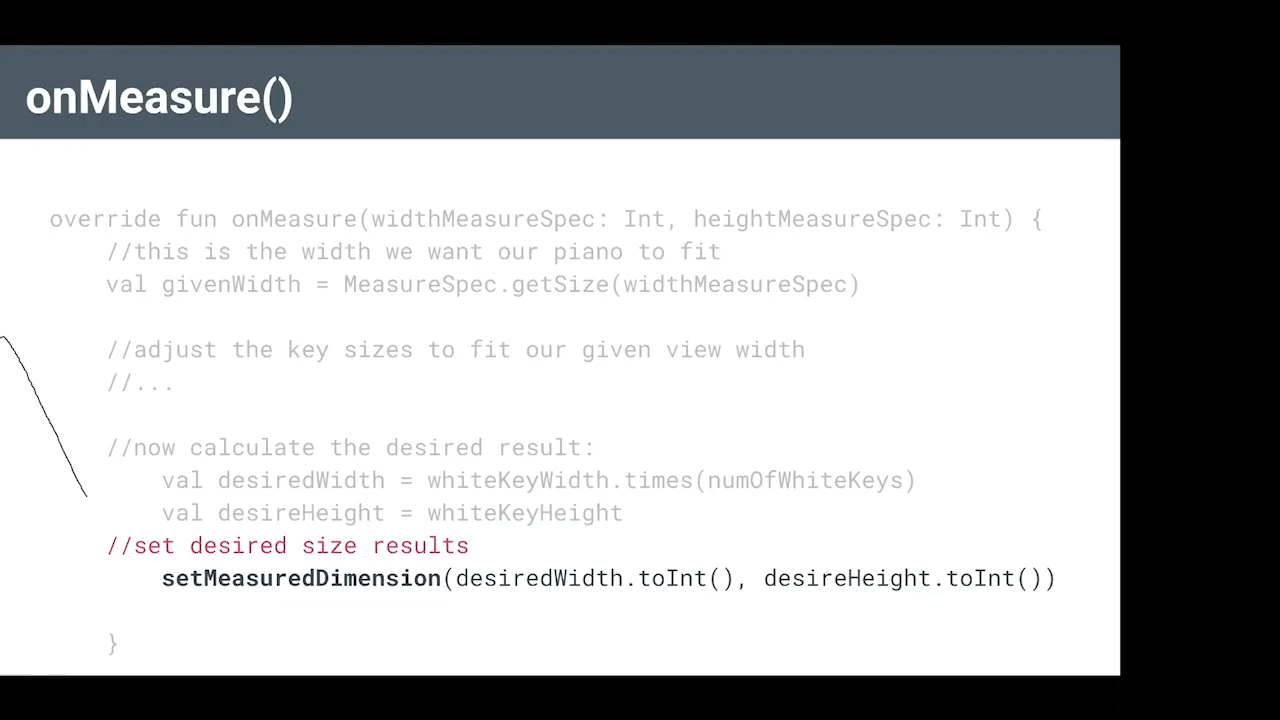 onMeasure()
override fun onMeasure(widthMeasureSpec: Int, heightMeasureSpec: Int) {
//this is the width we want our piano to fit
val givenWidth = MeasureSpec.getSize(widthMeasureSpec)
//adjust the key sizes to fit our given view width
//...
//now calculate the desired result:
val desiredWidth = whiteKeyWidth.times(numOfWhiteKeys)
val desireHeight = whiteKeyHeight
//set desired size results
setMeasuredDimension(desiredWidth.toInt(), desireHeight.toInt())
}